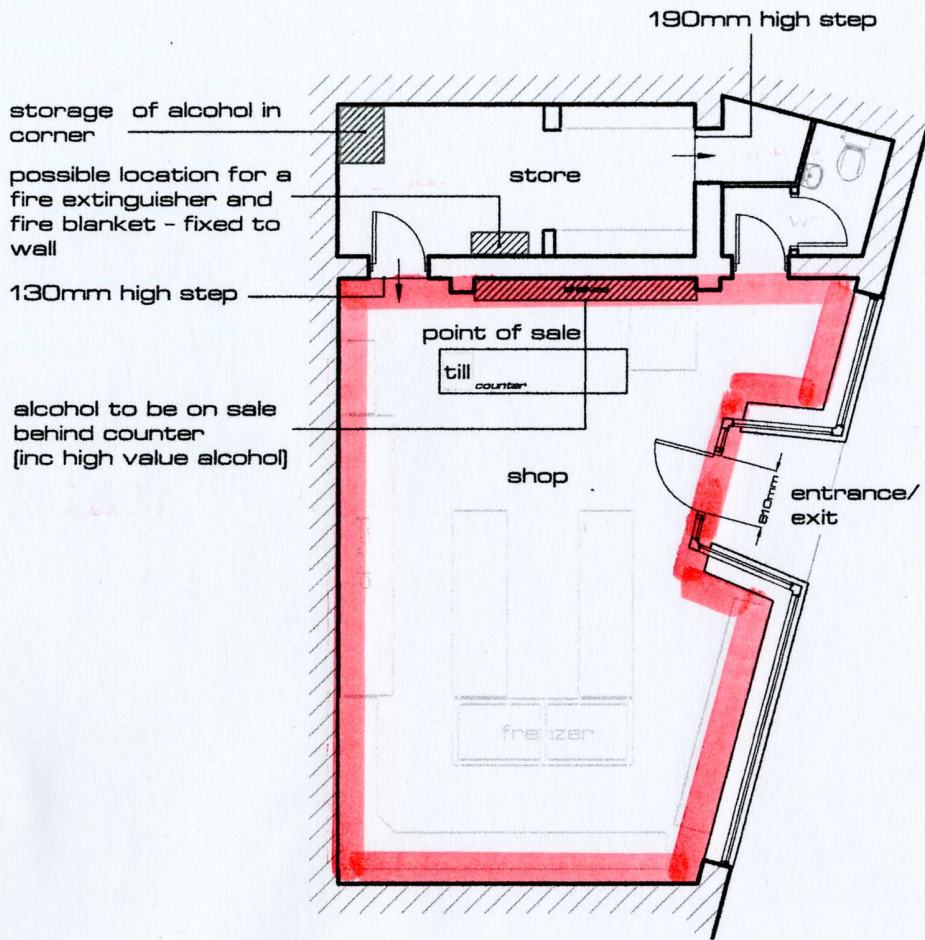 190mm high step
storage of alcohol in
corner
possible location for a
fire extinguisher and
fire blanket - fixed to
wall
store
wc
130mm high step
point of sale
till
counter
alcohol to be on sale
behind counter
[inc high value alcohol]
shop
810mm
entrance/
exit
freezer